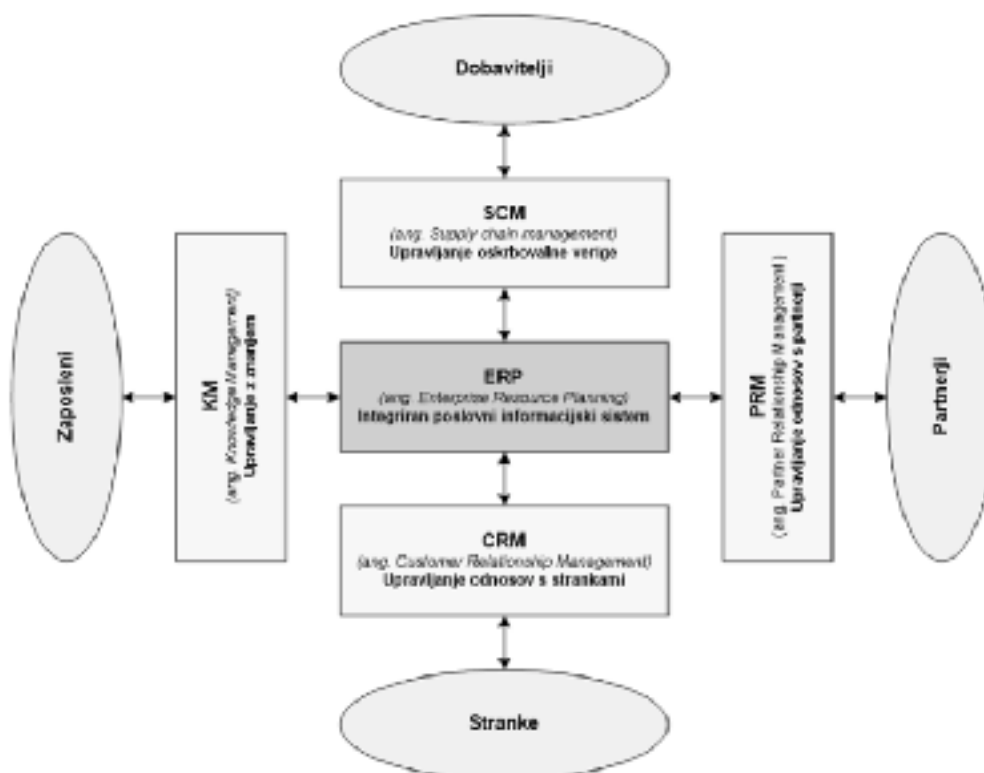 Dobavitelji
SCM
(ang. Supply chain management)
Upravljanje oskrbovalne verige
Zaposleni
KM
(ang. Knowledge Management)
Upravljanje z znanjem
ERP
(ang. Enterprise Resource Planning)
Integriran poslovni informacijski sistem
PRM
(ang. Partner Relationship Management )
Upravljanje odnosov s partnerji
Partnerji
CRM
(ang. Customer Relationship Management)
Upravljanje odnosov s strankami
Stranke